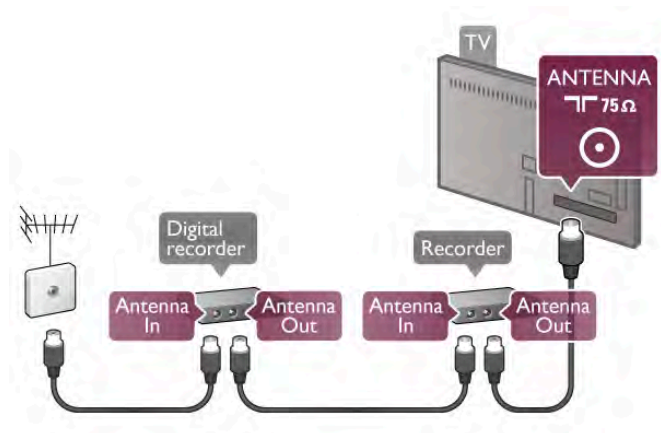 TV
ANTENNA
75 Ω
Digital
recorder
Recorder
Antenna
In
Antenna
Out
Antenna
In
Antenna
Out